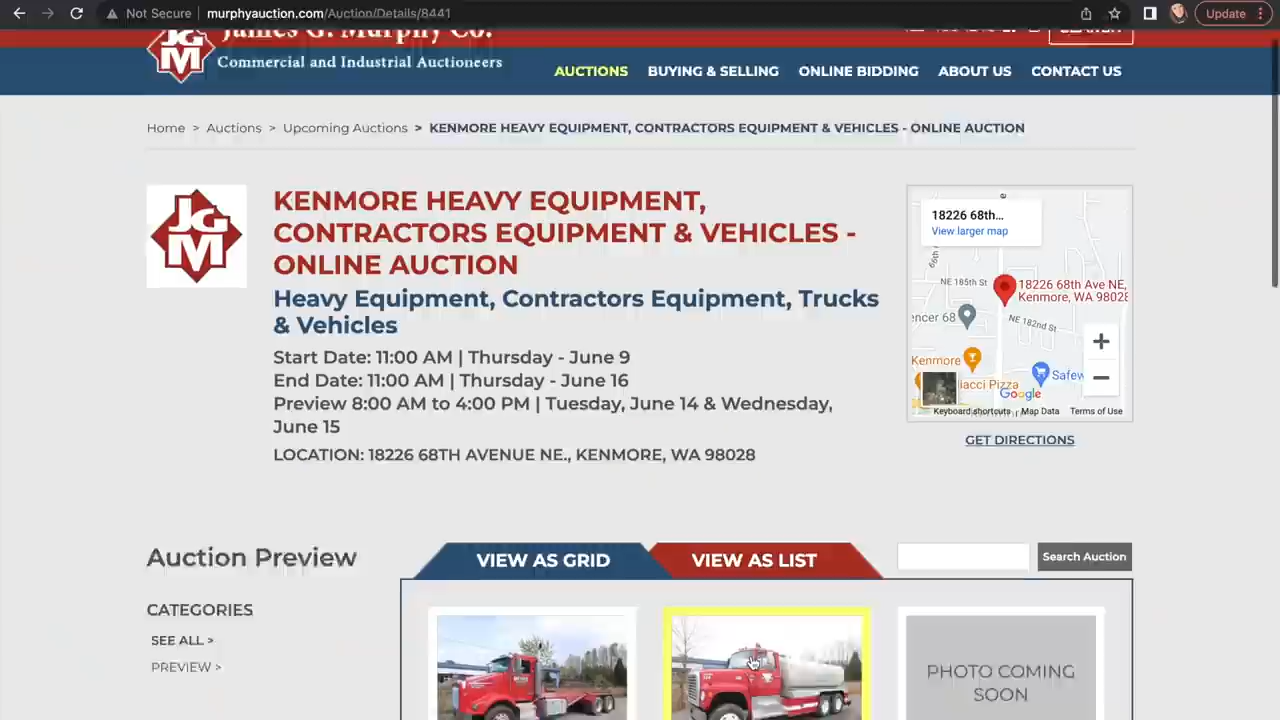 Not Secure murphyauction.com/Auction/Details/8441 Update
James G. Murphy Co.
JGM
Commercial and Industrial Auctioneers
AUCTIONS BUYING & SELLING ONLINE BIDDING ABOUT US CONTACT US
Home > Auctions > Upcoming Auctions > KENMORE HEAVY EQUIPMENT, CONTRACTORS EQUIPMENT & VEHICLES - ONLINE AUCTION
JGM
KENMORE HEAVY EQUIPMENT,
CONTRACTORS EQUIPMENT & VEHICLES -
ONLINE AUCTION
Heavy Equipment, Contractors Equipment, Trucks
& Vehicles
Start Date: 11:00 AM | Thursday - June 9
End Date: 11:00 AM | Thursday - June 16
Preview 8:00 AM to 4:00 PM | Tuesday, June 14 & Wednesday,
June 15
LOCATION: 18226 68TH AVENUE NE., KENMORE, WA 98028
18226 68th...
View larger map
NE 185th St
18226 68th Ave NE,
Kenmore, WA 98028
encer 68
NE 182nd St
Kenmore
liacci Pizza
Safew
Google
Keyboard shortcuts Map Data Terms of Use
GET DIRECTIONS
Auction Preview
VIEW AS GRID
VIEW AS LIST
Search Auction
CATEGORIES
SEE ALL >
PREVIEW >
PHOTO COMING
SOON